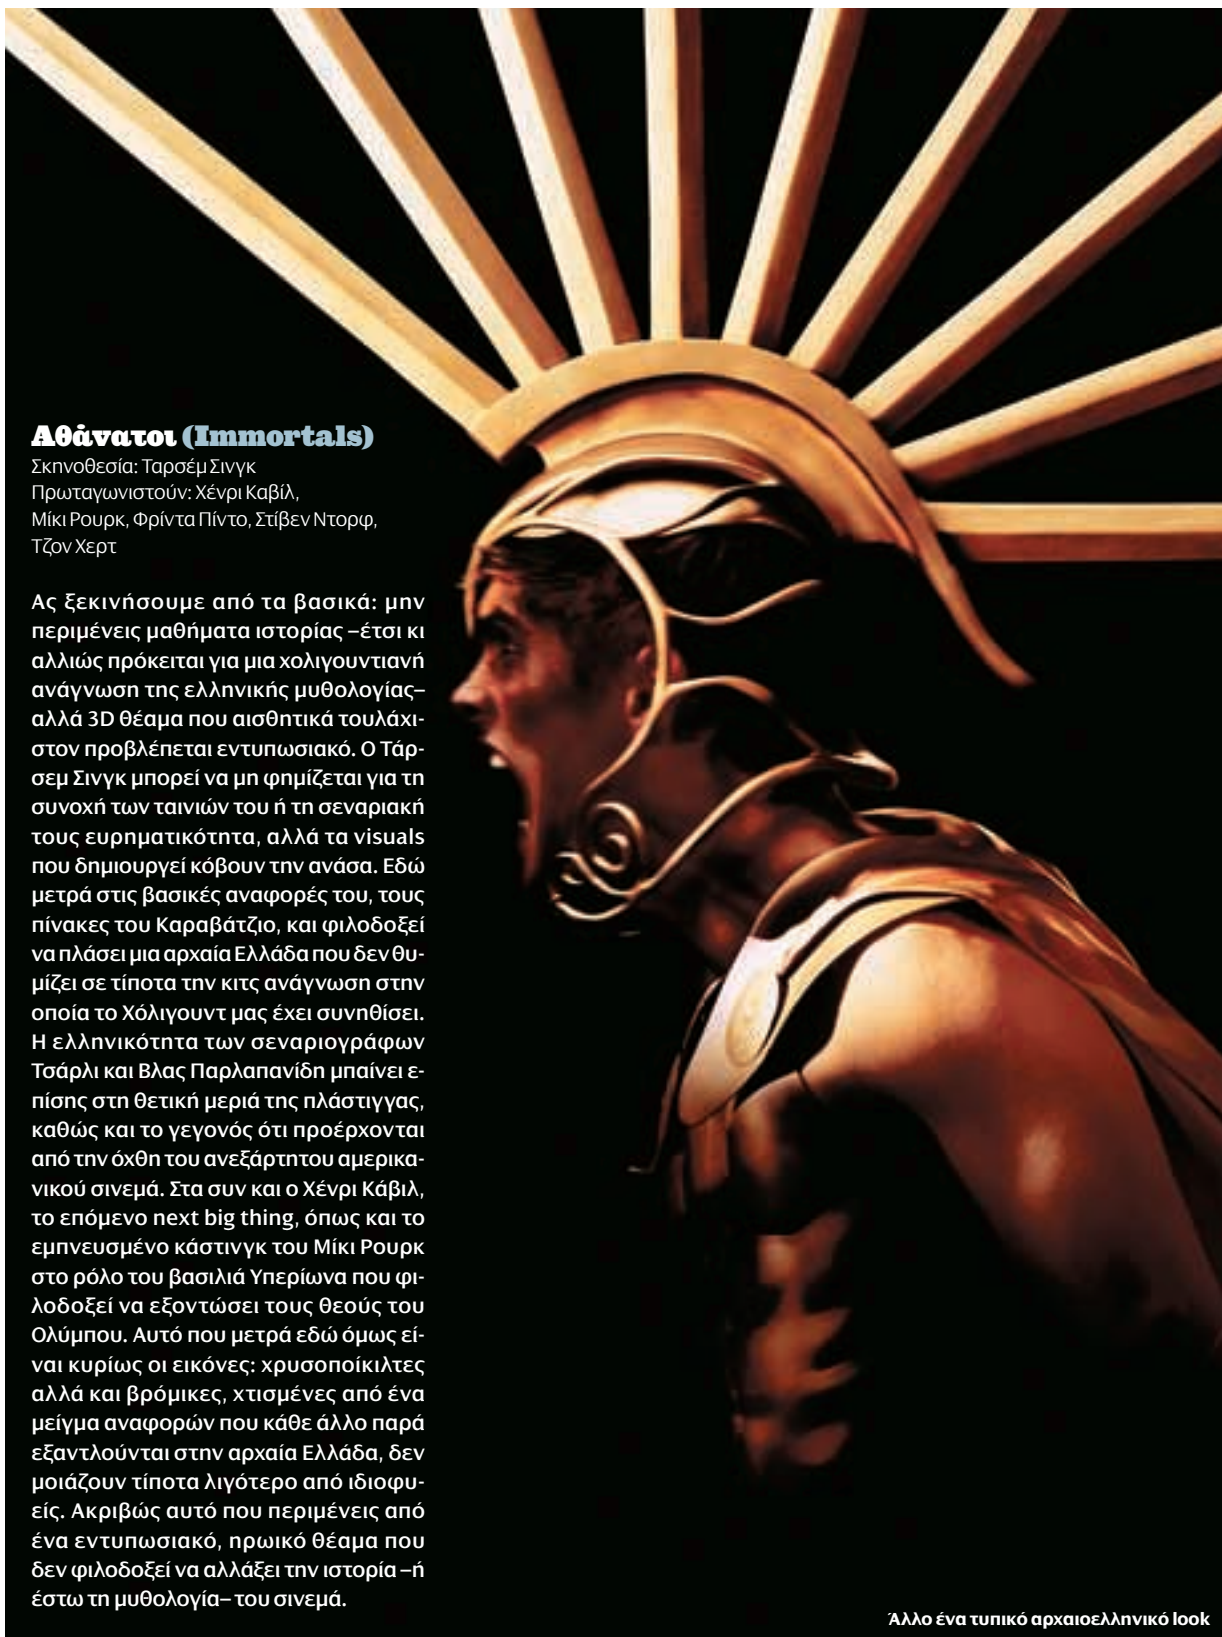 Αθάνατοι (Immortals)
Σκηνοθεσία: Ταρσέμ Σινγκ
Πρωταγωνιστούν: Χένρι Καβίλ,
Μίκι Ρουρκ, Φρίντα Πίντο, Στίβεν Ντορφ,
Τζον Χερτ
Ας ξεκινήσουμε από τα βασικά: μην
περιμένεις μαθήματα ιστορίας –έτσι κι
αλλιώς πρόκειται για μια χολιγουντιανή
ανάγνωση της ελληνικής μυθολογίας–
αλλά 3D θέαμα που αισθητικά τουλάχι-
στον προβλέπεται εντυπωσιακό. Ο Τάρ-
σεμ Σινγκ μπορεί να μη φημίζεται για τη
συνοχή των ταινιών του ή τη σεναριακή
τους ευρηματικότητα, αλλά τα visuals
που δημιουργεί κόβουν την ανάσα. Εδώ
μετρά στις βασικές αναφορές του, τους
πίνακες του Καραβάτζιο, και φιλοδοξεί
να πλάσει μια αρχαία Ελλάδα που δεν θυ-
μίζει σε τίποτα την κιτς ανάγνωση στην
οποία το Χόλιγουντ μας έχει συνηθίσει.
Η ελληνικότητα των σεναριογράφων
Τσάρλι και Βλας Παρλαπανίδη μπαίνει ε-
πίσης στη θετική μεριά της πλάστιγγας,
καθώς και το γεγονός ότι προέρχονται
από την όχθη του ανεξάρτητου αμερικα-
νικού σινεμά. Στα συν και ο Χένρι Κάβιλ,
το επόμενο next big thing, όπως και το
εμπνευσμένο κάστινγκ του Μίκι Ρουρκ
στο ρόλο του βασιλιά Υπερίωνα που φι-
λοδοξεί να εξοντώσει τους θεούς του
Ολύμπου. Αυτό που μετρά εδώ όμως εί-
ναι κυρίως οι εικόνες: χρυσοποίκιλτες
αλλά και βρόμικες, χτισμένες από ένα
μείγμα αναφορών που κάθε άλλο παρά
εξαντλούνται στην αρχαία Ελλάδα, δεν
μοιάζουν τίποτα λιγότερο από ιδιοφυ-
είς. Ακριβώς αυτό που περιμένεις από
ένα εντυπωσιακό, ηρωικό θέαμα που
δεν φιλοδοξεί να αλλάξει την ιστορία –ή
έστω τη μυθολογία– του σινεμά.
Άλλο ένα τυπικό αρχαιοελληνικό look